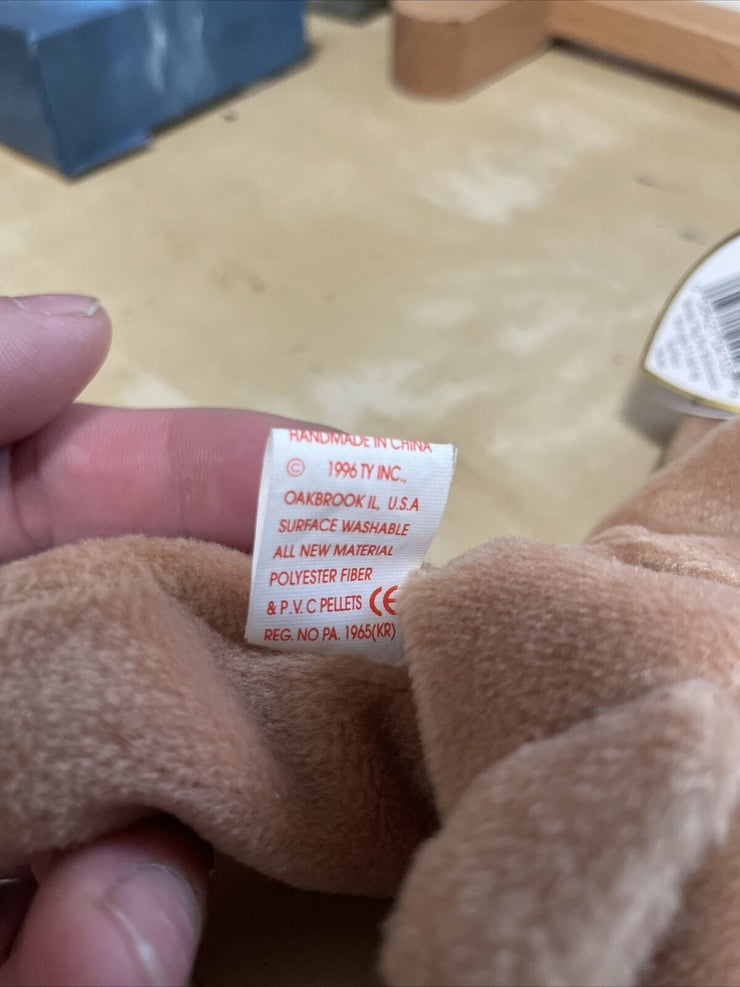 HANDMADE IN CHINA
© 1996 TY INC.,
OAKBROOK IL, U.S.A
SURFACE WASHABLE
ALL NEW MATERIAL
POLYESTER FIBER
& P.V.C PELLETS CE
REG. NO PA. 1965(KR)